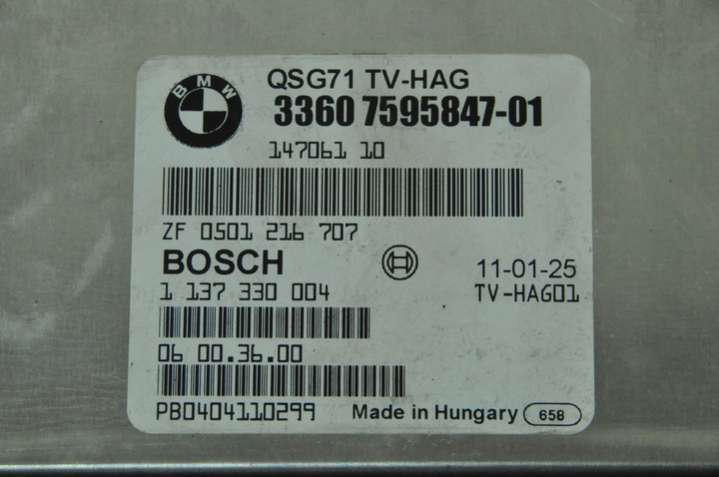 BMW
QSG71 TV-HAG
3360 7595847-01
147061 10
ZF 0501 216 707
BOSCH 11-01-25
1 137 330 004 TV-HAG01
06 00.36.00
PB0404110299 Made in Hungary 658